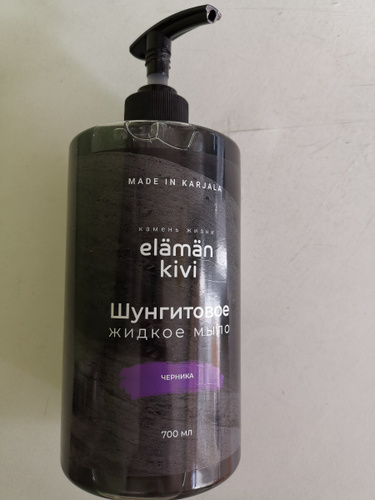 MADE IN KARJALA
камень жизни
elämän
kivi
Шунгитовое
жидкое мыло
ЧЕРНИКА
700 мл